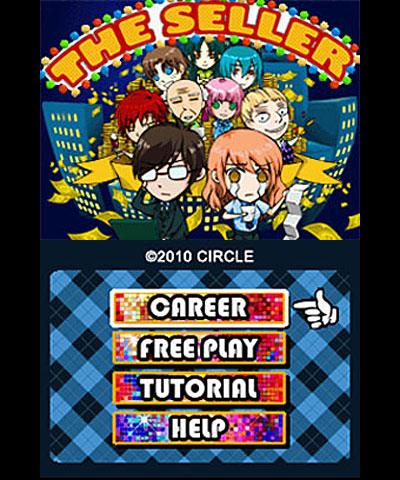 THE SELLER
©2010 CIRCLE
CAREER
FREE PLAY
TUTORIAL
HELP